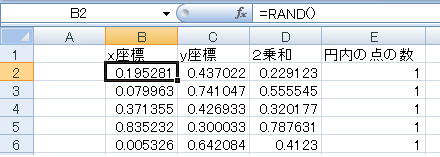 B2 fx =RAND()
A B C D E
1 x座標 y座標 2乗和 円内の点の数
2 0.195281 0.437022 0.229123 1
3 0.079963 0.741047 0.555545 1
4 0.371355 0.426933 0.320177 1
5 0.835232 0.300033 0.787631 1
6 0.005326 0.642084 0.4123 1